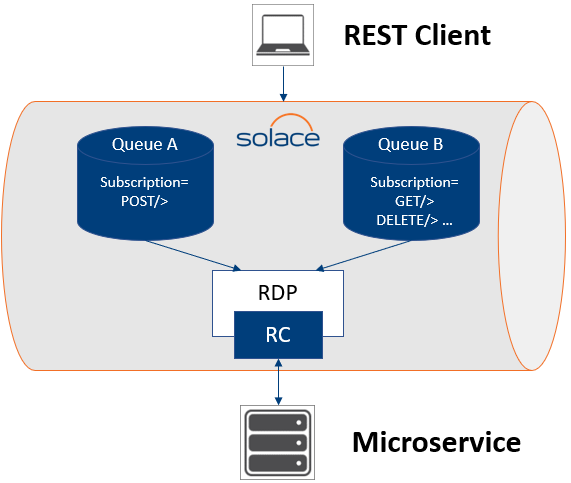 REST Client
solace
Queue A
Subscription=
POST/>
Queue B
Subscription=
GET/>
DELETE/> ...
RDP
RC
Microservice